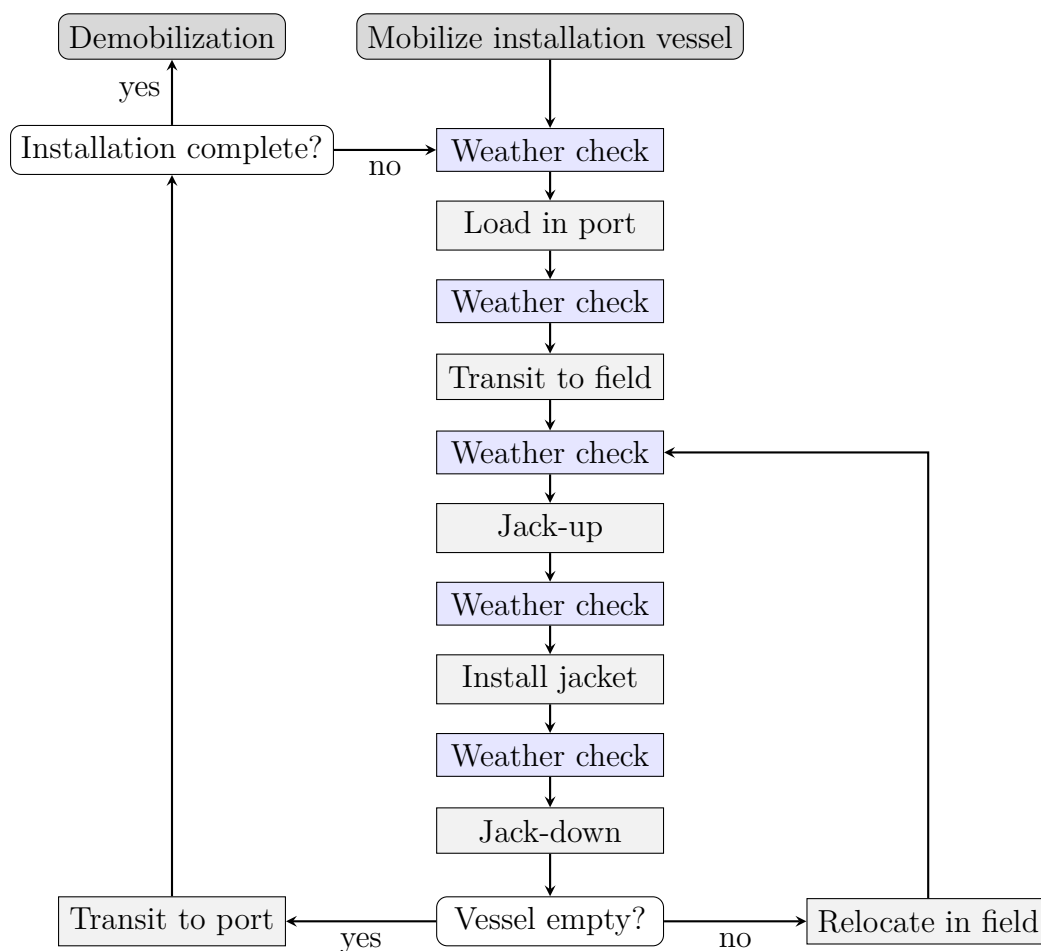 Demobilization
Mobilize installation vessel
yes
Installation complete?
no
Weather check
Load in port
Weather check
Transit to field
Weather check
Jack-up
Weather check
Install jacket
Weather check
Jack-down
Transit to port
yes
Vessel empty?
no
Relocate in field